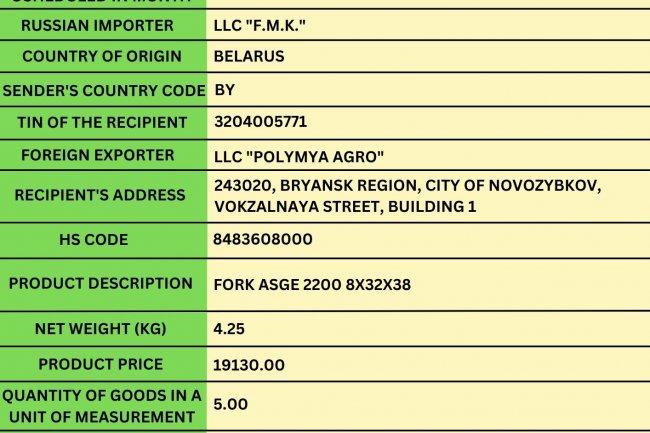 SCHEDULED IN MONTH
RUSSIAN IMPORTER LLC "F.M.K."
COUNTRY OF ORIGIN BELARUS
SENDER'S COUNTRY CODE BY
TIN OF THE RECIPIENT 3204005771
FOREIGN EXPORTER LLC "POLYMYA AGRO"
RECIPIENT'S ADDRESS 243020, BRYANSK REGION, CITY OF NOVOZYBKOV,
VOKZALNAYA STREET, BUILDING 1
HS CODE 8483608000
PRODUCT DESCRIPTION FORK ASGE 2200 8X32X38
NET WEIGHT (KG) 4.25
PRODUCT PRICE 19130.00
QUANTITY OF GOODS IN A
UNIT OF MEASUREMENT 5.00